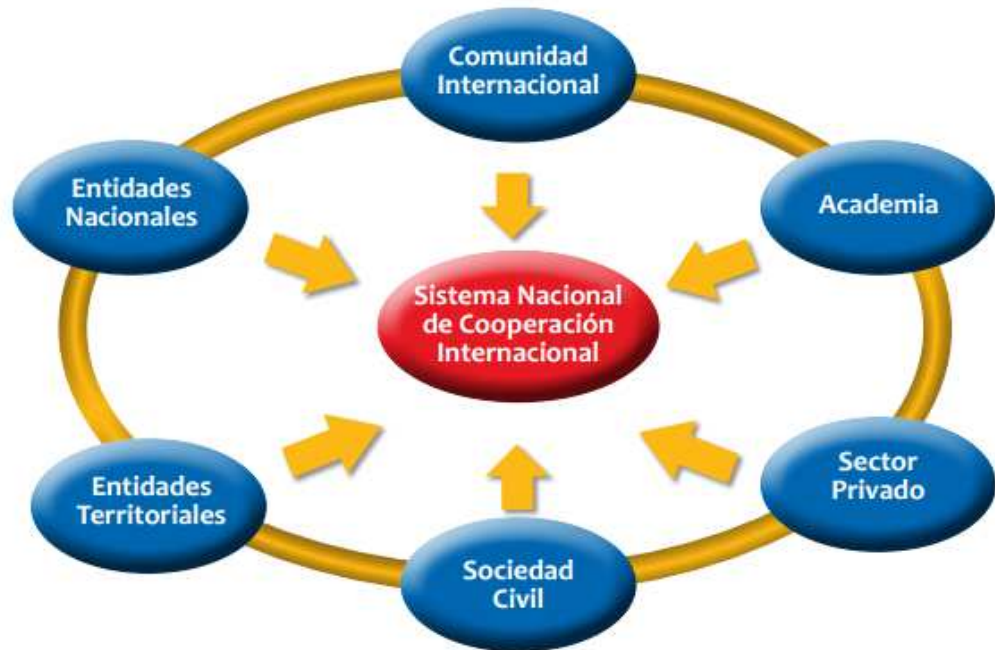 Comunidad
Internacional
Entidades
Nacionales
Academia
Sistema Nacional
de Cooperación
Internacional
Entidades
Territoriales
Sector
Privado
Sociedad
Civil